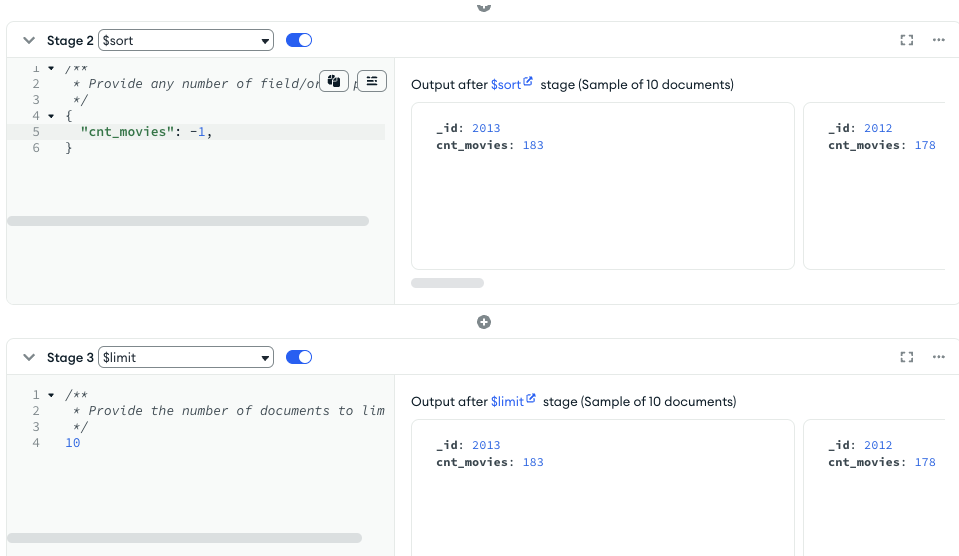 Stage 2 $sort
1 /**
2 * Provide any number of field/or
3 */
4 {
5 "cnt_movies": -1,
6 }
Output after $sort stage (Sample of 10 documents)
_id: 2013
cnt_movies: 183
_id: 2012
cnt_movies: 178
Stage 3 $limit
1 /**
2 * Provide the number of documents to lim
3 */
4 10
Output after $limit stage (Sample of 10 documents)
_id: 2013
cnt_movies: 183
_id: 2012
cnt_movies: 178